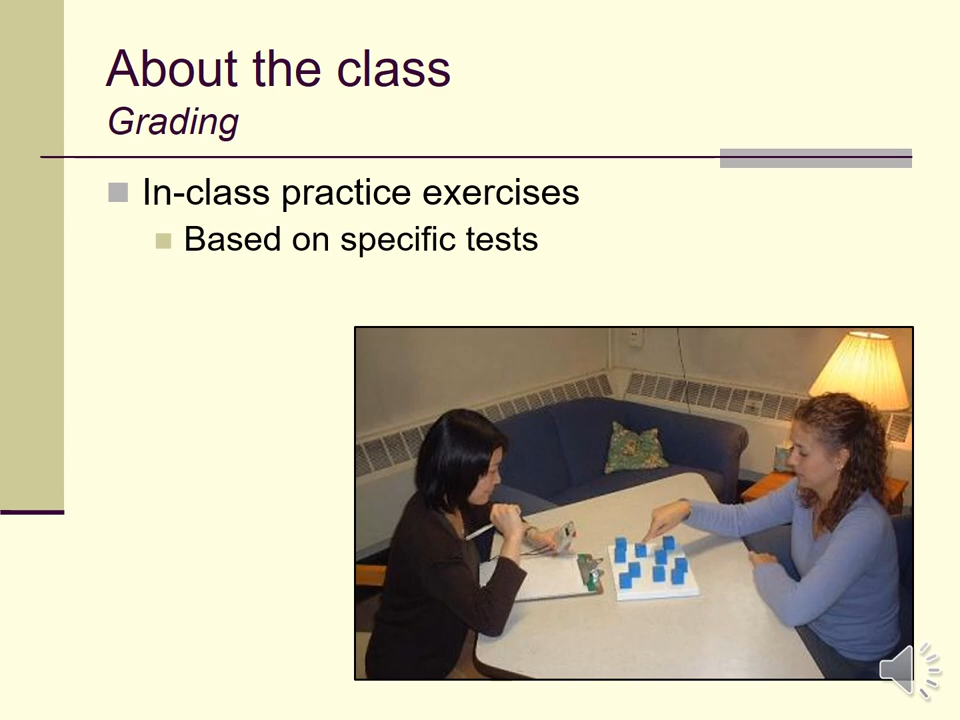 About the class
Grading
In-class practice exercises
Based on specific tests